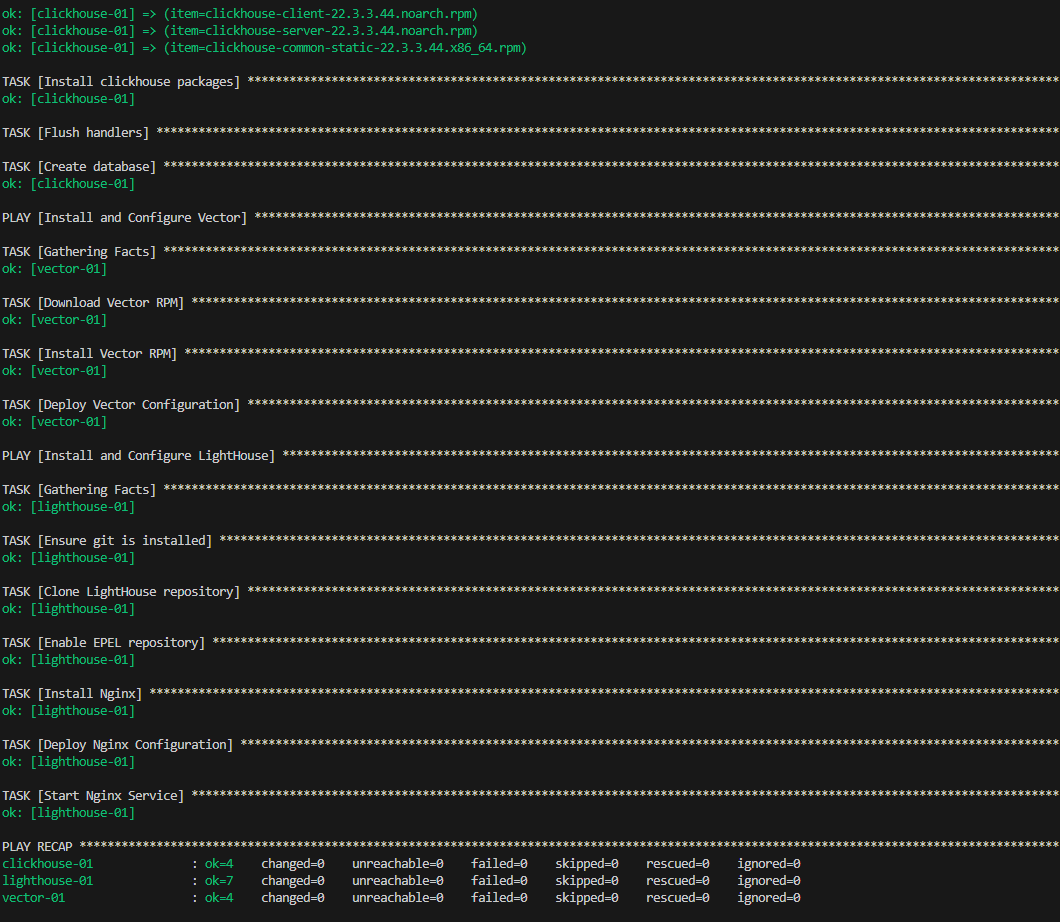 ok: [clickhouse-01] => (item=clickhouse-client-22.3.3.44.noarch.rpm)
ok: [clickhouse-01] => (item=clickhouse-server-22.3.3.44.noarch.rpm)
ok: [clickhouse-01] => (item=clickhouse-common-static-22.3.3.44.x86_64.rpm)
TASK [Install clickhouse packages] ********************************************************************************************************************
ok: [clickhouse-01]
TASK [Flush handlers] *********************************************************************************************************************************
TASK [Create database] ********************************************************************************************************************************
ok: [clickhouse-01]
PLAY [Install and Configure Vector] *******************************************************************************************************************
TASK [Gathering Facts] ********************************************************************************************************************************
ok: [vector-01]
TASK [Download Vector RPM] ****************************************************************************************************************************
ok: [vector-01]
TASK [Install Vector RPM] *****************************************************************************************************************************
ok: [vector-01]
TASK [Deploy Vector Configuration] ********************************************************************************************************************
ok: [vector-01]
PLAY [Install and Configure LightHouse] ***************************************************************************************************************
TASK [Gathering Facts] ********************************************************************************************************************************
ok: [lighthouse-01]
TASK [Ensure git is installed] ************************************************************************************************************************
ok: [lighthouse-01]
TASK [Clone LightHouse repository] ********************************************************************************************************************
ok: [lighthouse-01]
TASK [Enable EPEL repository] *************************************************************************************************************************
ok: [lighthouse-01]
TASK [Install Nginx] **********************************************************************************************************************************
ok: [lighthouse-01]
TASK [Deploy Nginx Configuration] *********************************************************************************************************************
ok: [lighthouse-01]
TASK [Start Nginx Service] ****************************************************************************************************************************
ok: [lighthouse-01]
PLAY RECAP ********************************************************************************************************************************************
clickhouse-01 : ok=4 changed=0 unreachable=0 failed=0 skipped=0 rescued=0 ignored=0
lighthouse-01 : ok=7 changed=0 unreachable=0 failed=0 skipped=0 rescued=0 ignored=0
vector-01 : ok=4 changed=0 unreachable=0 failed=0 skipped=0 rescued=0 ignored=0